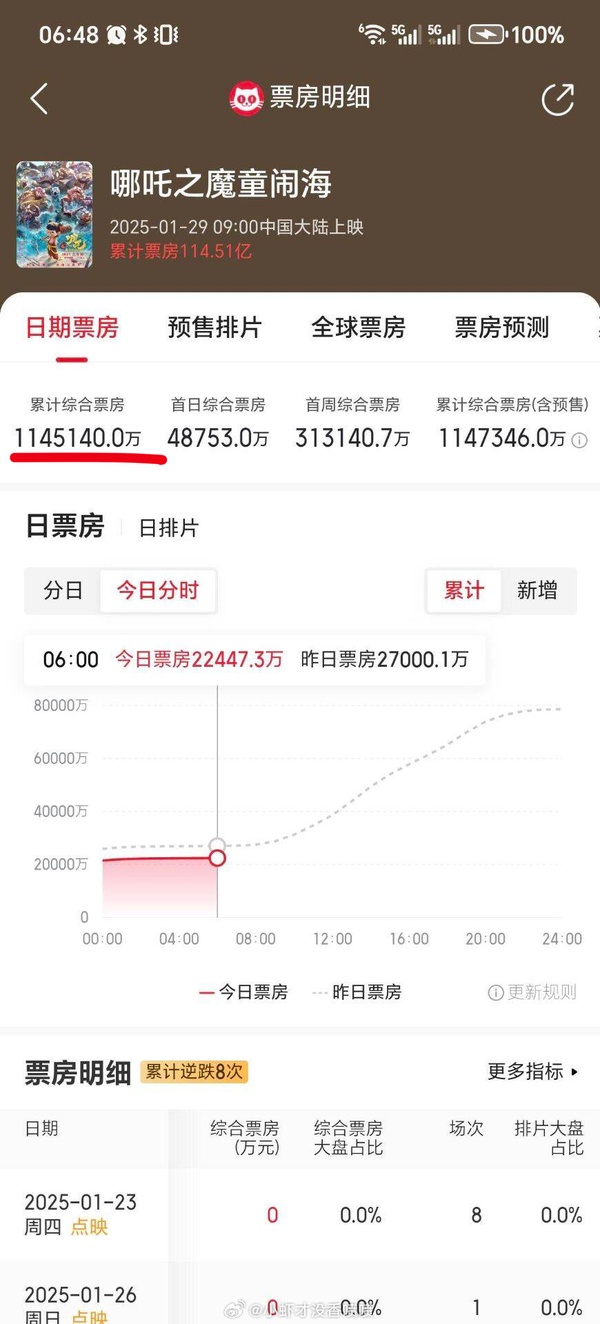 06:48 6 5G 5G 100%
票房明细
哪吒之魔童闹海
2025-01-29 09:00中国大陆上映
累计票房114.51亿
日期票房 预售排片 全球票房 票房预测
累计综合票房 首日综合票房 首周综合票房 累计综合票房(含预售)
1145140.0万 48753.0万 313140.7万 1147346.0万
日票房 日排片
分日 今日分时 累计 新增
06:00 今日票房22447.3万 昨日票房27000.1万
80000万
60000万
40000万
20000万
0
00:00 04:00 08:00 12:00 16:00 20:00 24:00
今日票房 昨日票房 更新规则
票房明细 累计逆跌8次 更多指标
日期 综合票房 综合票房 场次 排片大盘
(万元) 大盘占比 占比
2025-01-23
周四 点映 0 0.0% 8 0.0%
2025-01-26
周日 点映 0 0.0% 1 0.0%